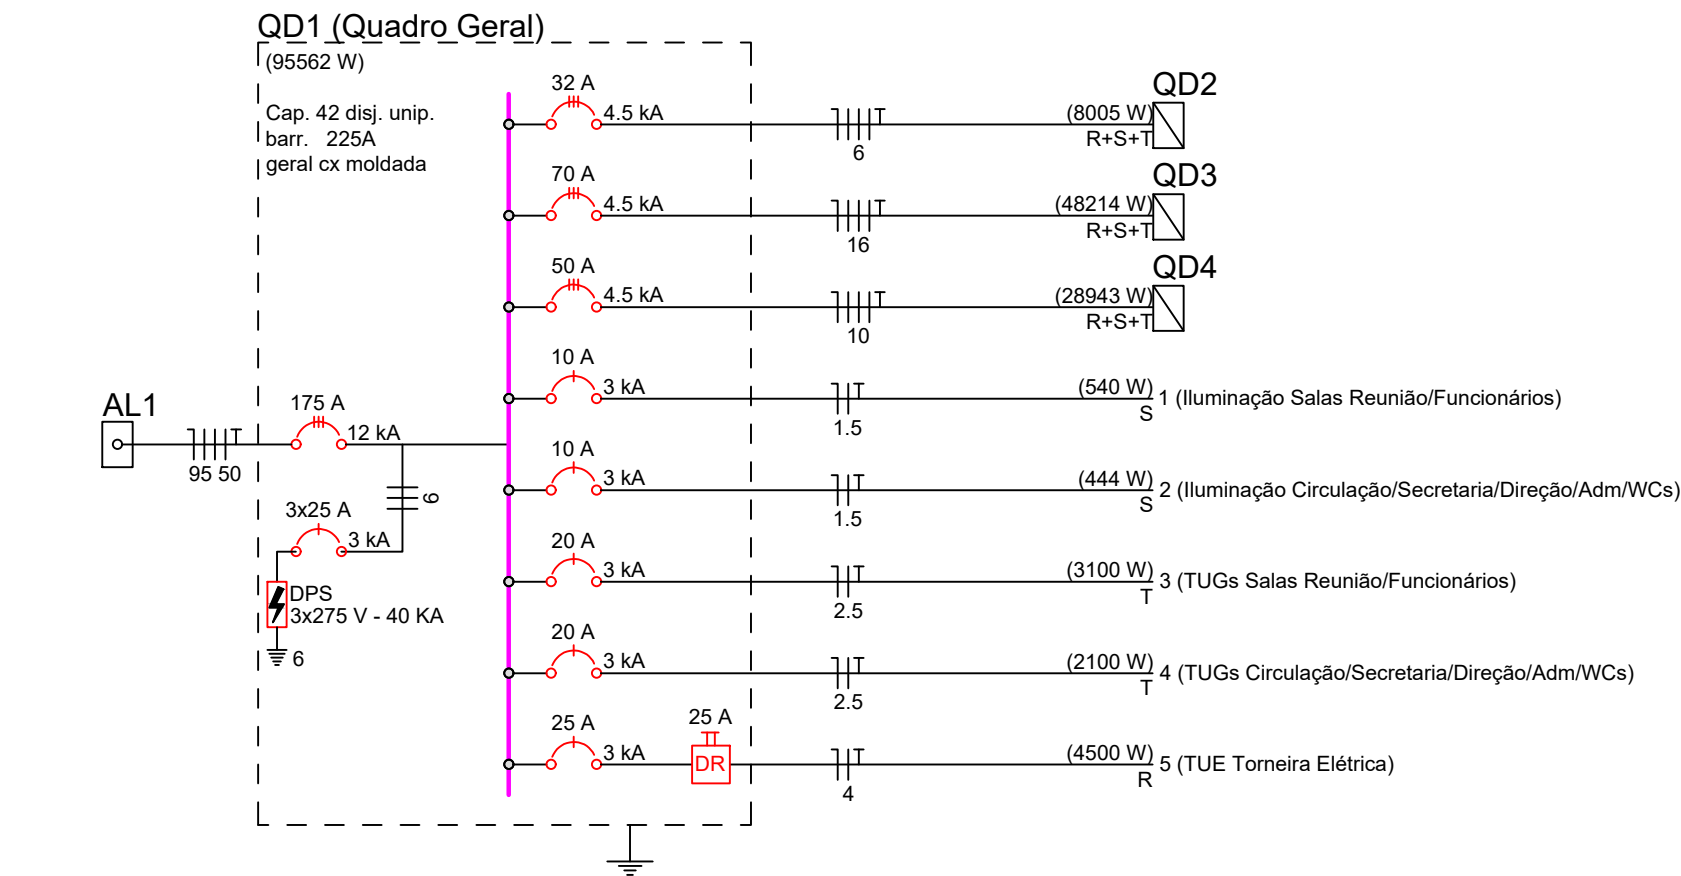 QD1 (Quadro Geral)
(95562 W)
Cap. 42 disj. unip.
barr. 225A
geral cx moldada
32 A
4.5 kA
6
(8005 W)
R+S+T
QD2
70 A
4.5 kA
16
(48214 W)
R+S+T
QD3
50 A
4.5 kA
10
(28943 W)
R+S+T
QD4
10 A
3 kA
1.5
(540 W)
S
1 (Iluminação Salas Reunião/Funcionários)
AL1
95 50
175 A
12 kA
6
3x25 A
3 kA
DPS
3x275 V - 40 KA
6
10 A
3 kA
1.5
(444 W)
S
2 (Iluminação Circulação/Secretaria/Direção/Adm/WCs)
20 A
3 kA
2.5
(3100 W)
T
3 (TUGs Salas Reunião/Funcionários)
20 A
3 kA
2.5
(2100 W)
T
4 (TUGs Circulação/Secretaria/Direção/Adm/WCs)
25 A
3 kA
25 A
DR
4
(4500 W)
R
5 (TUE Torneira Elétrica)